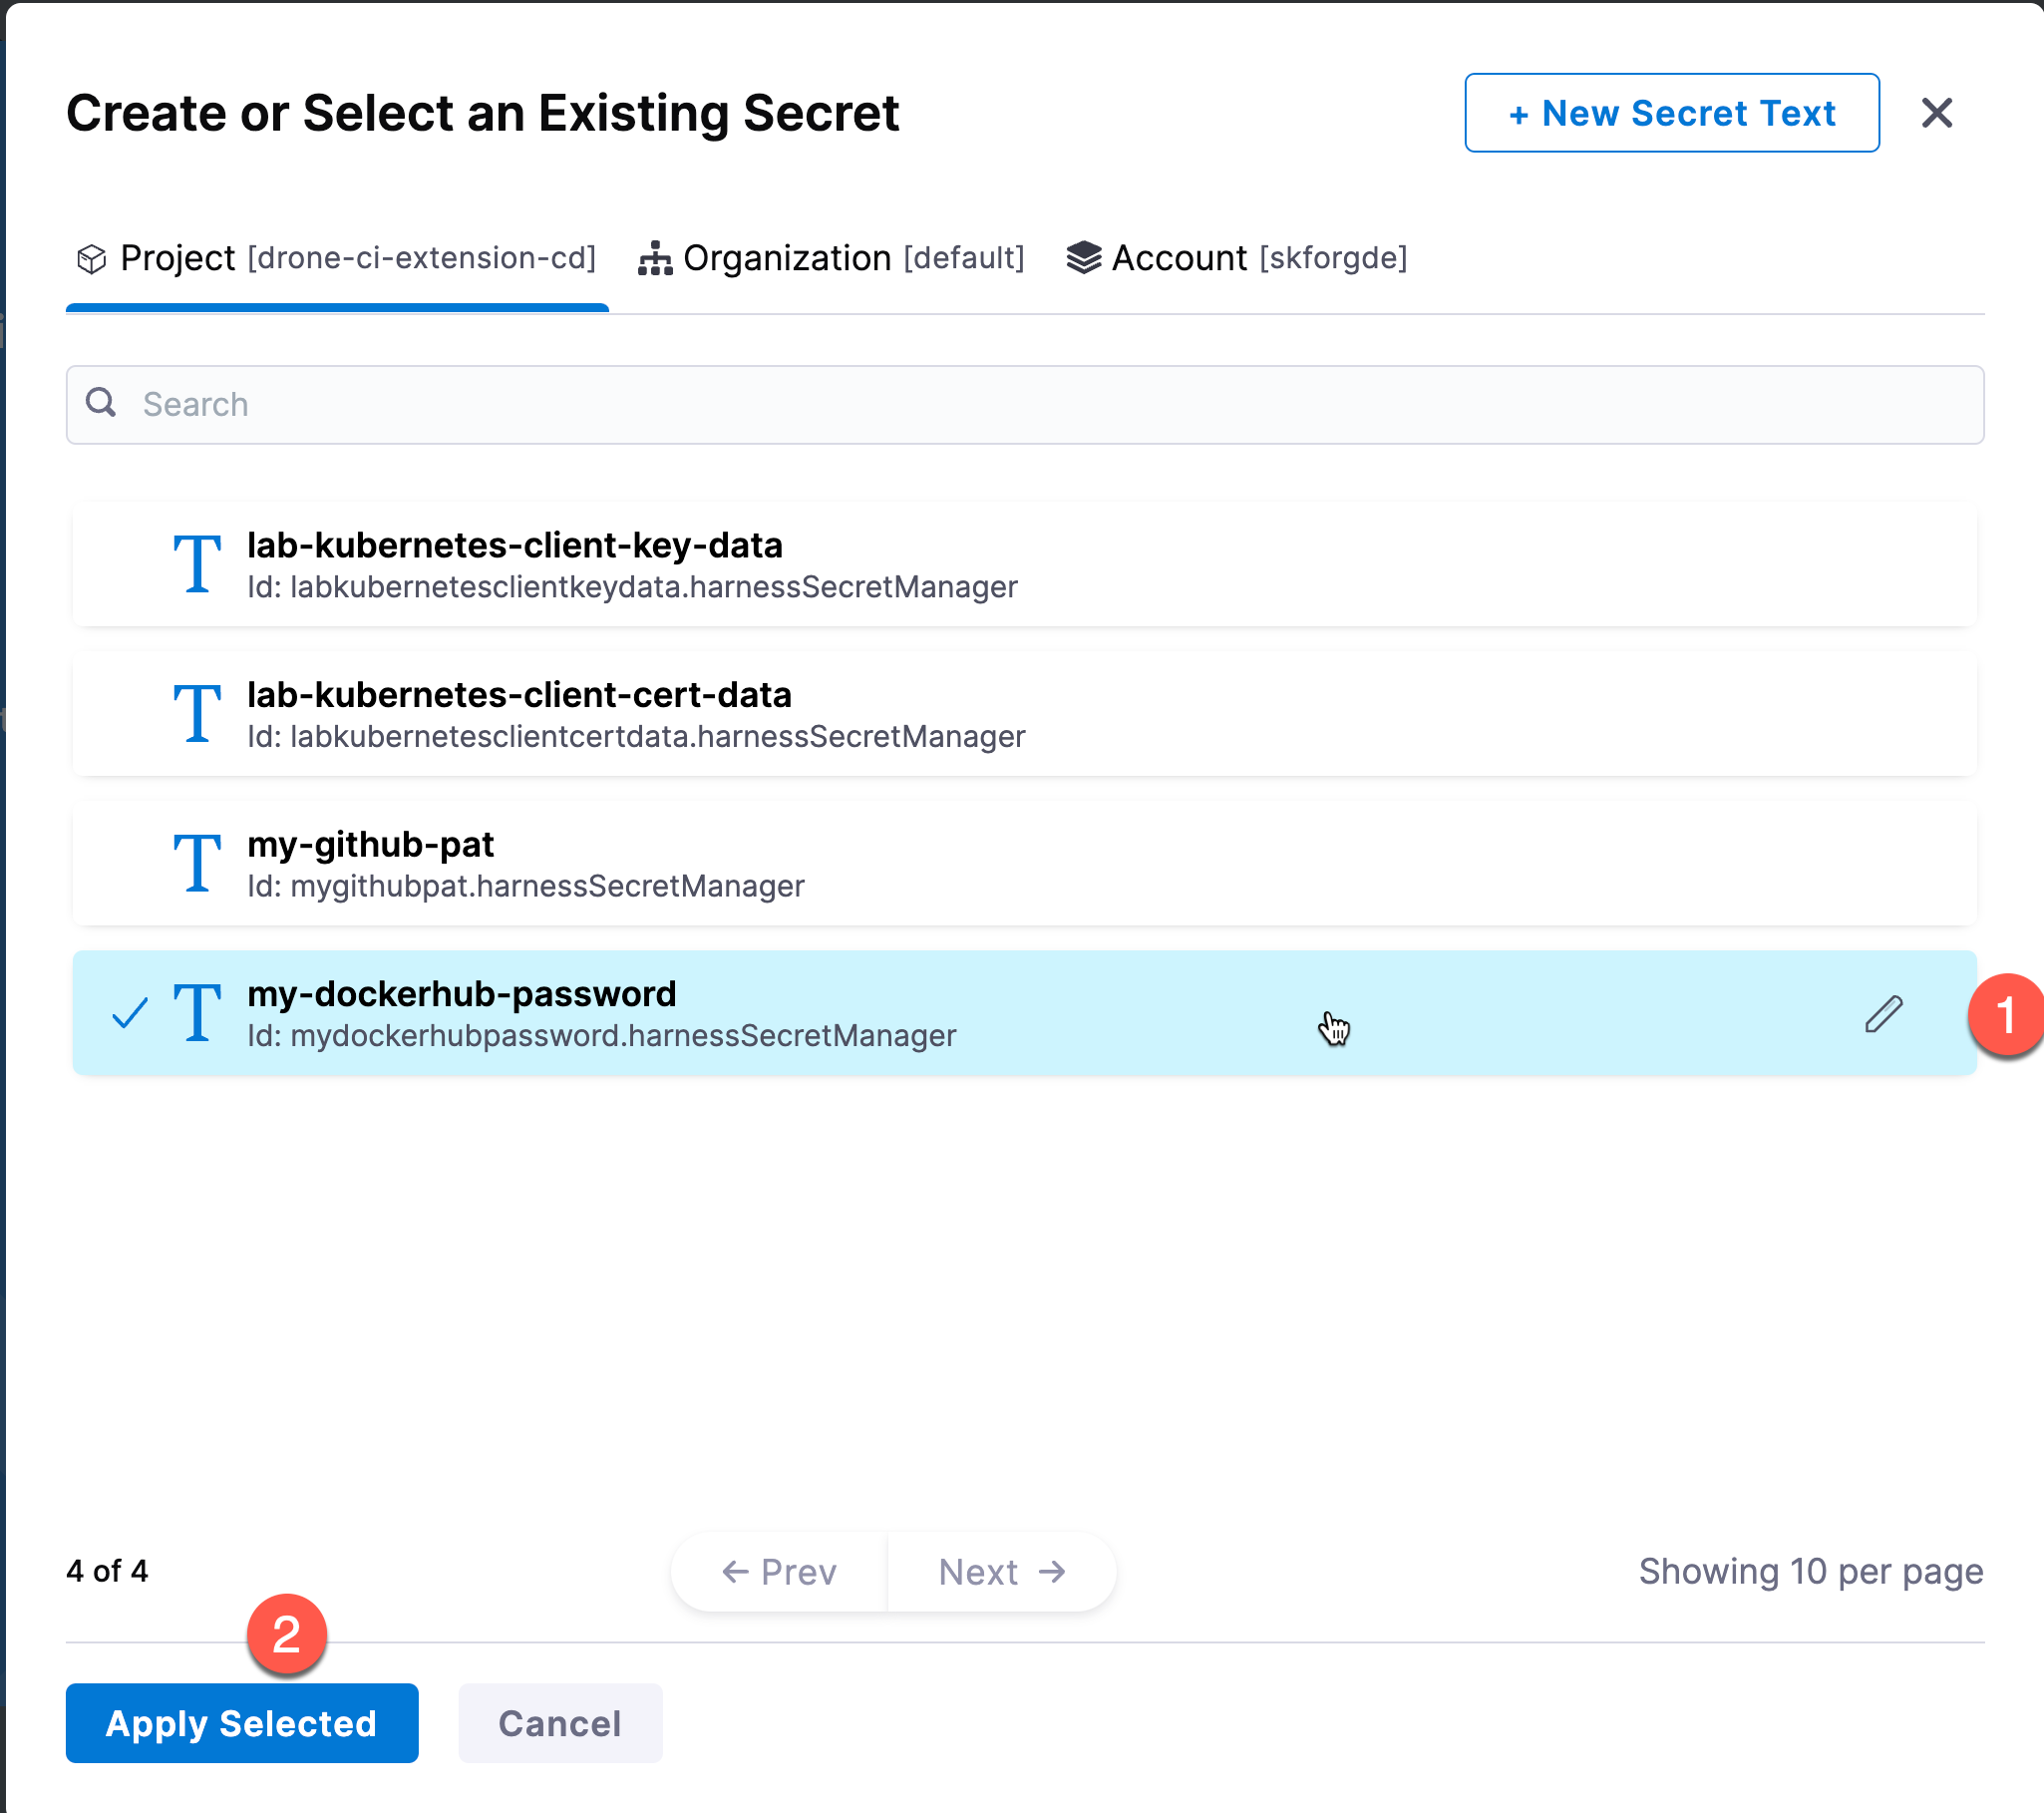 Create or Select an Existing Secret
+ New Secret Text
Project [drone-ci-extension-cd] Organization [default] Account [skforgde]
Search
lab-kubernetes-client-key-data
Id: labkubernetesclientkeydata.harnessSecretManager
lab-kubernetes-client-cert-data
Id: labkubernetesclientcertdata.harnessSecretManager
my-github-pat
Id: mygithubpat.harnessSecretManager
my-dockerhub-password
Id: mydockerhubpassword.harnessSecretManager
1
4 of 4
← Prev
Next →
Showing 10 per page
2
Apply Selected
Cancel